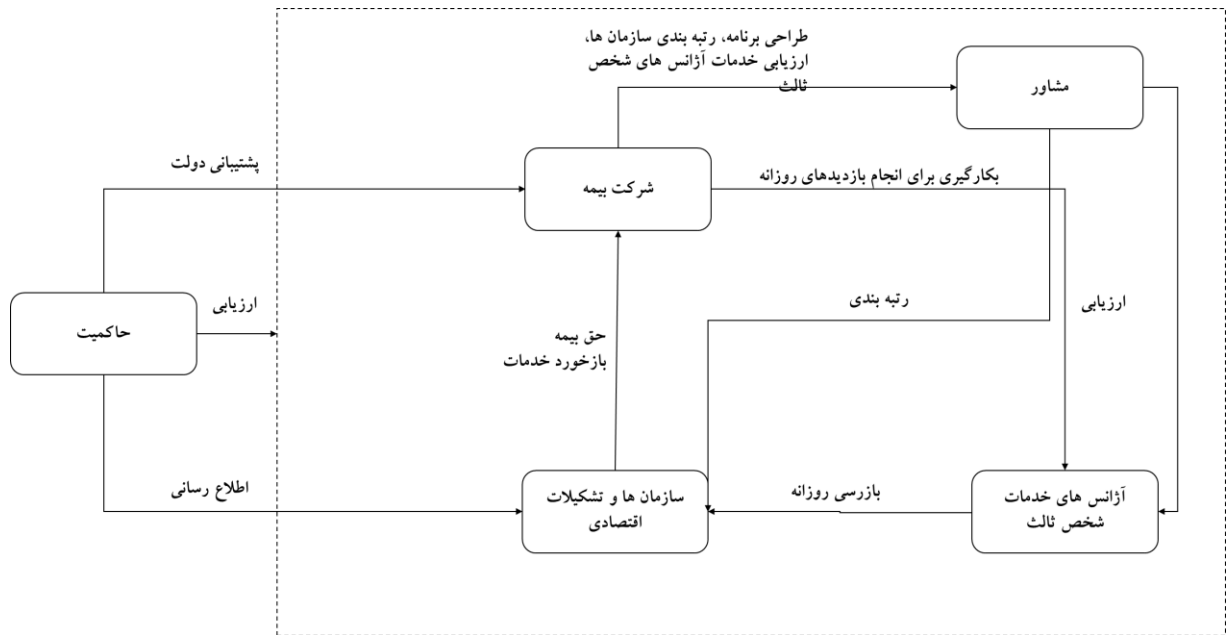 طراحی برنامه، رتبه بندی سازمان ها،
ارزیابی خدمات آژانس های شخص
ثالث
مشاور
پشتیبانی دولت
شرکت بیمه
بکارگیری برای انجام بازدیدهای روزانه
حاکمیت
ارزیابی
حق بیمه
بازخورد خدمات
رتبه بندی
ارزیابی
اطلاع رسانی
سازمان ها و تشکیلات
اقتصادی
بازرسی روزانه
آژانس های خدمات
شخص ثالث